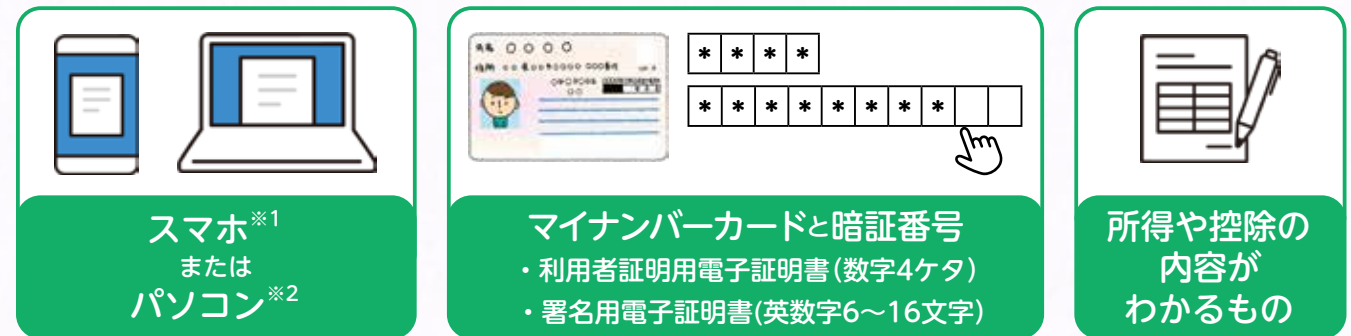 スマホ※1
または
パソコン※2
氏名 〇〇〇〇
* * * *
* * * * * * * *
マイナンバーカードと暗証番号
・利用者証明用電子証明書(数字4ケタ)
・署名用電子証明書(英数字6～16文字)
所得や控除の
内容が
わかるもの